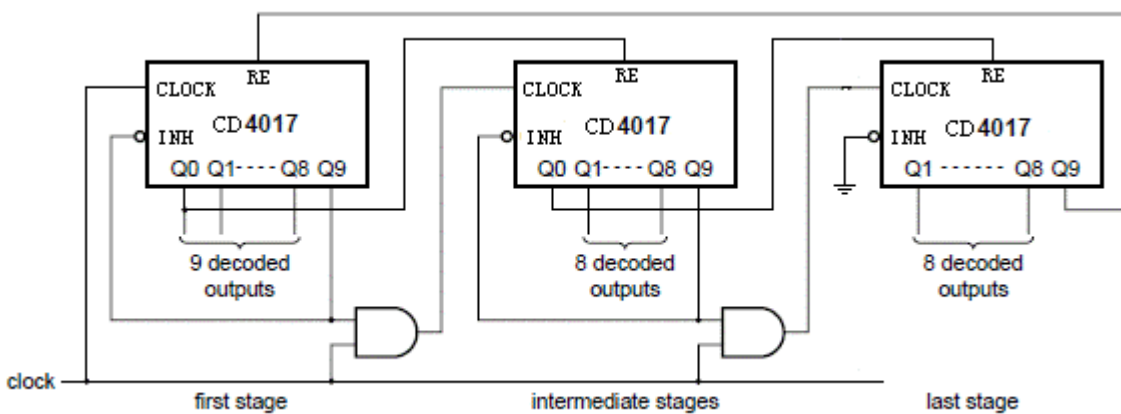 RE
CLOCK
INH
CD4017
Q0 Q1---- Q8 Q9
9 decoded
outputs
RE
CLOCK
INH
CD4017
Q0 Q1---- Q8 Q9
8 decoded
outputs
RE
CLOCK
INH
CD4017
Q1 ------ Q8 Q9
8 decoded
outputs
clock
first stage
intermediate stages
last stage